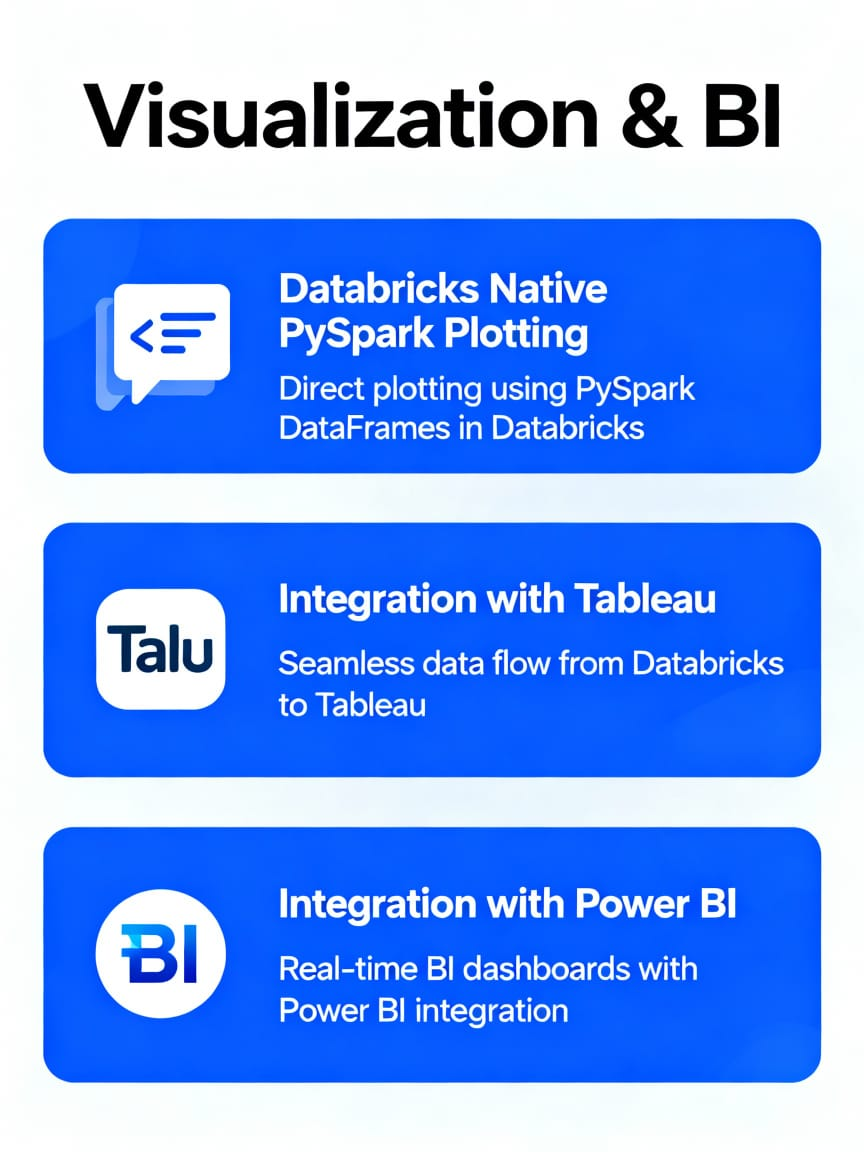 Visualization & BI
Databricks Native
PySpark Plotting
Direct plotting using PySpark
DataFrames in Databricks
Talu
Integration with Tableau
Seamless data flow from Databricks
to Tableau
BI
Integration with Power BI
Real-time BI dashboards with
Power BI integration